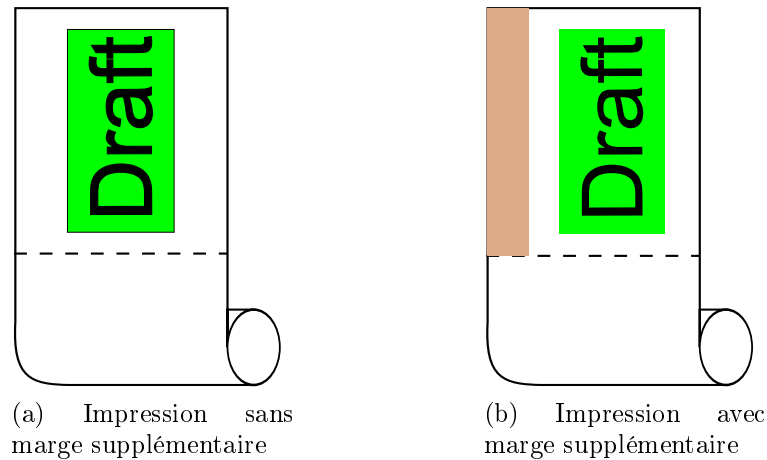 Draft
Draft
(a) Impression sans
marge supplémentaire
(b) Impression avec
marge supplémentaire